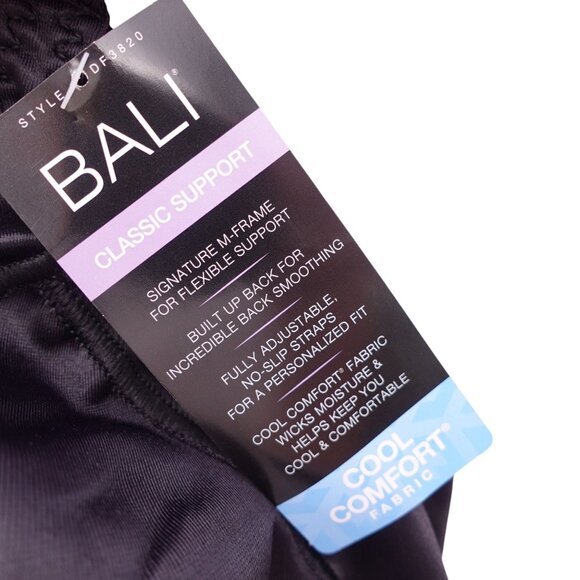 STYLE DF3820
BALI®
CLASSIC SUPPORT
SIGNATURE M-FRAME
FOR FLEXIBLE SUPPORT
BUILT UP BACK FOR
INCREDIBLE BACK SMOOTHING
FULLY ADJUSTABLE,
NO-SLIP STRAPS
FOR A PERSONALIZED FIT
COOL COMFORT® FABRIC
WICKS MOISTURE &
HELPS KEEP YOU
COOL & COMFORTABLE
COOL
COMFORT®
FABRIC